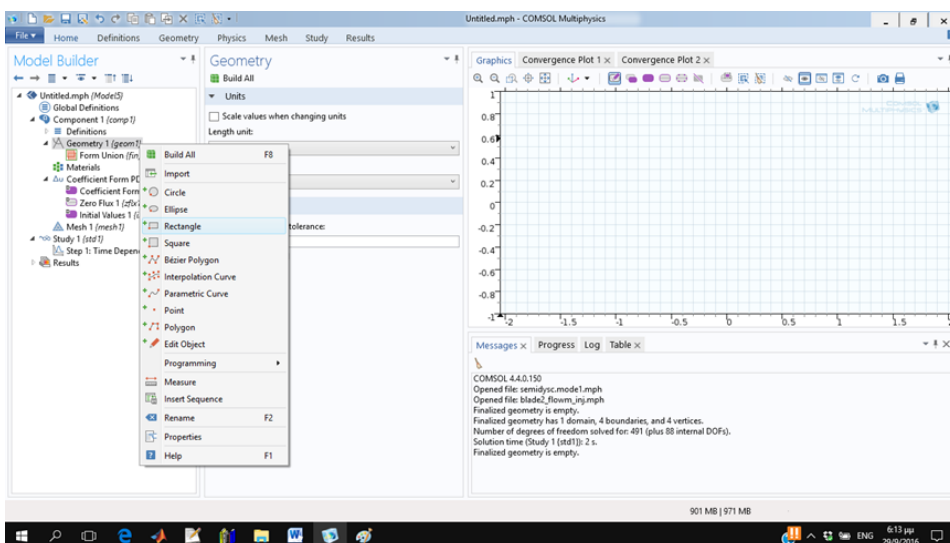 Untitled.mph - COMSOL Multiphysics
File Home Definitions Geometry Physics Mesh Study Results
Model Builder
Untitled.mph (Model5)
Global Definitions
Component 1 (comp1)
Definitions
Geometry 1 (geom1)
Form Union (fin
Materials
Coefficient Form PD
Coefficient Form
Zero Flux 1 (zflx1
Initial Values 1 (i
Mesh 1 (mesh1)
Study 1 (std1)
Step 1: Time Depen
Results
Build All F8
Import
Circle
Ellipse
Rectangle
Square
Bézier Polygon
Interpolation Curve
Parametric Curve
Point
Polygon
Edit Object
Programming
Measure
Insert Sequence
Rename F2
Properties
Help F1
Geometry
Build All
Units
Scale values when changing units
Length unit:
tolerance:
Graphics Convergence Plot 1 Convergence Plot 2
COMSOL
MULTIPHYSICS
1
0.8
0.6
0.4
0.2
0
-0.2
-0.4
-0.6
-0.8
-1
-2 -1.5 -1 -0.5 0 0.5 1 1.5
Messages Progress Log Table
COMSOL 4.4.0.150
Opened file: semidysc.mode1.mph
Opened file: blade2_flowm_inj.mph
Finalized geometry is empty.
Finalized geometry has 1 domain, 4 boundaries, and 4 vertices.
Number of degrees of freedom solved for: 491 (plus 88 internal DOFs).
Solution time (Study 1 (std1)): 2 s.
Finalized geometry is empty.
901 MB | 971 MB
ENG
6:13 μμ
29/9/2016